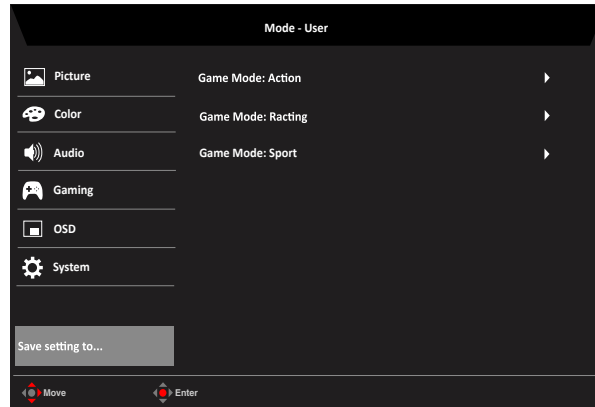 Mode - User
Picture
Game Mode: Action
Color
Game Mode: Racting
Audio
Game Mode: Sport
Gaming
OSD
System
Save setting to...
Move
Enter